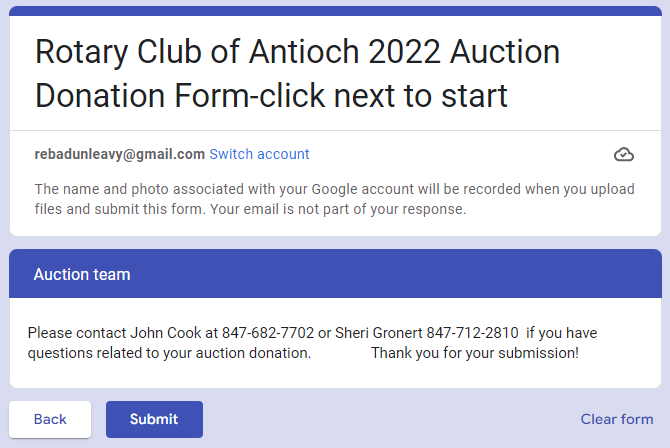 Rotary Club of Antioch 2022 Auction
Donation Form-click next to start
rebadunleavy@gmail.com Switch account
The name and photo associated with your Google account will be recorded when you upload
files and submit this form. Your email is not part of your response.
Auction team
Please contact John Cook at 847-682-7702 or Sheri Gronert 847-712-2810 if you have
questions related to your auction donation. Thank you for your submission!
Back Submit Clear form